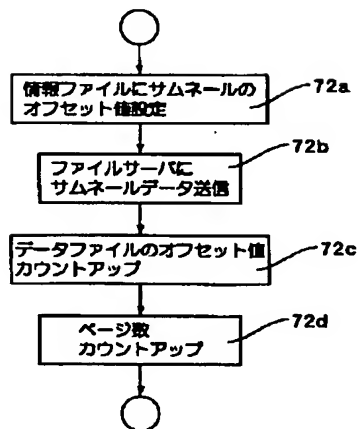 情報ファイルにサムネールの
オフセット値設定
72a
ファイルサーバに
サムネールデータ送信
72b
データファイルのオフセット値
カウントアップ
72c
ページ数
カウントアップ
72d